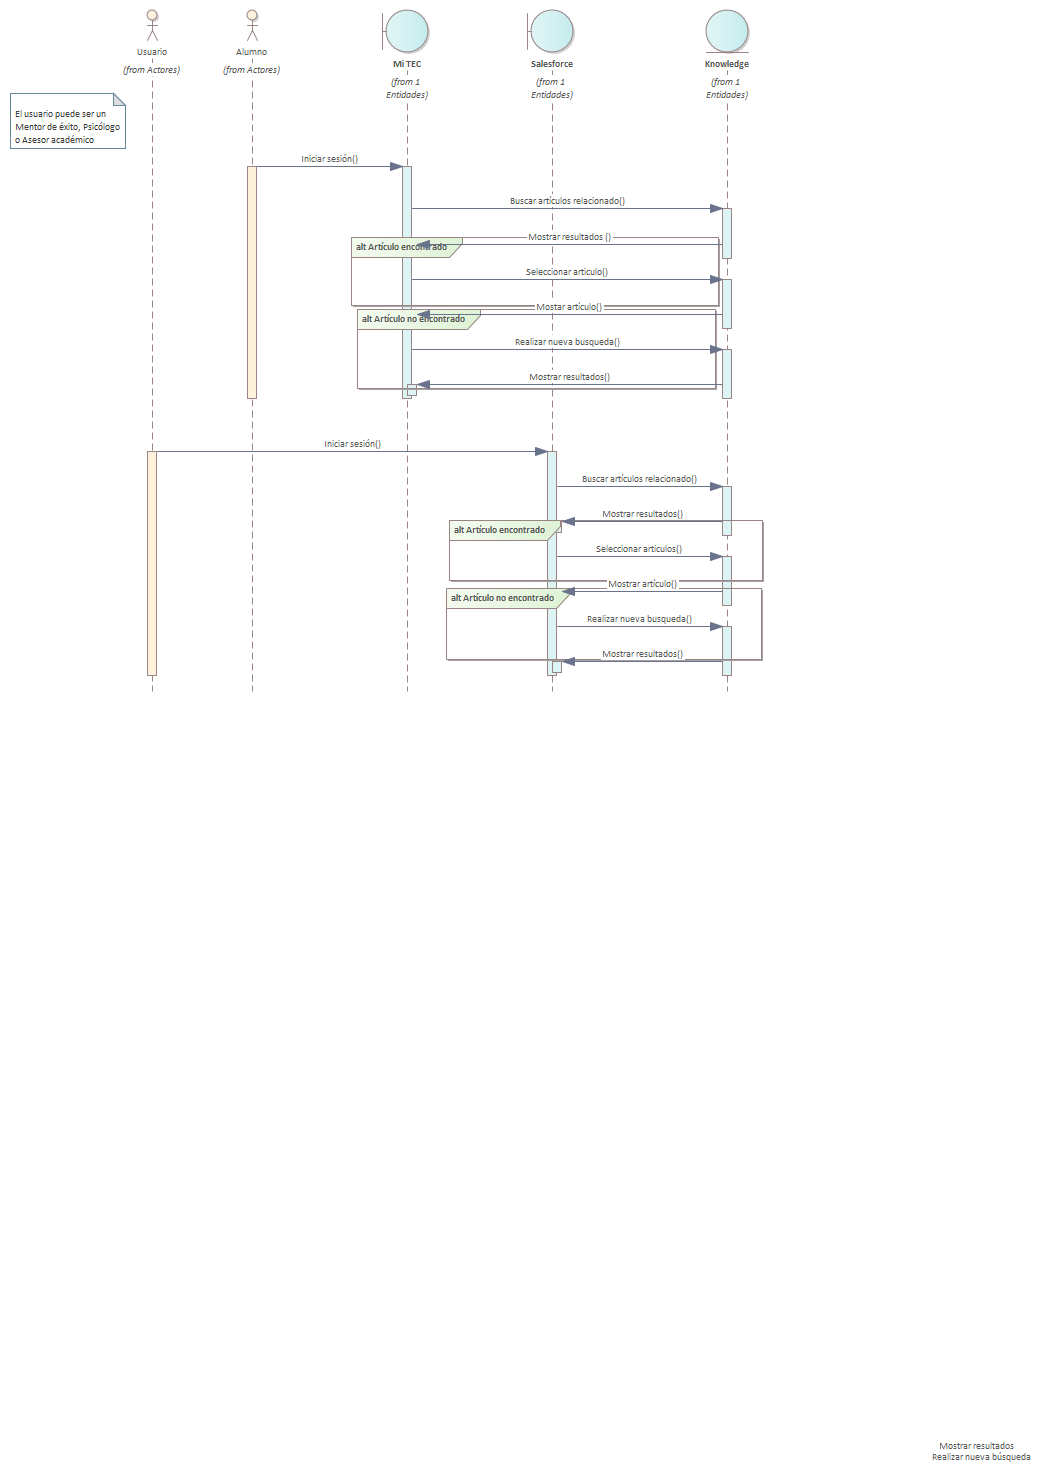 Usuario
(from Actores)
Alumno
(from Actores)
Mi TEC
(from 1
Entidades)
Salesforce
(from 1
Entidades)
Knowledge
(from 1
Entidades)
El usuario puede ser un
Mentor de éxito, Psicólogo
o Asesor académico
Iniciar sesión()
Buscar artículos relacionado()
Mostrar resultados ()
alt Artículo encontrado
Seleccionar articulo()
Mostar artículo()
alt Artículo no encontrado
Realizar nueva busqueda()
Mostrar resultados()
Iniciar sesión()
Buscar artículos relacionado()
Mostrar resultados()
alt Artículo encontrado
Seleccionar articulos()
Mostrar artículo()
alt Artículo no encontrado
Realizar nueva busqueda()
Mostrar resultados()
Mostrar resultados
Realizar nueva búsqueda